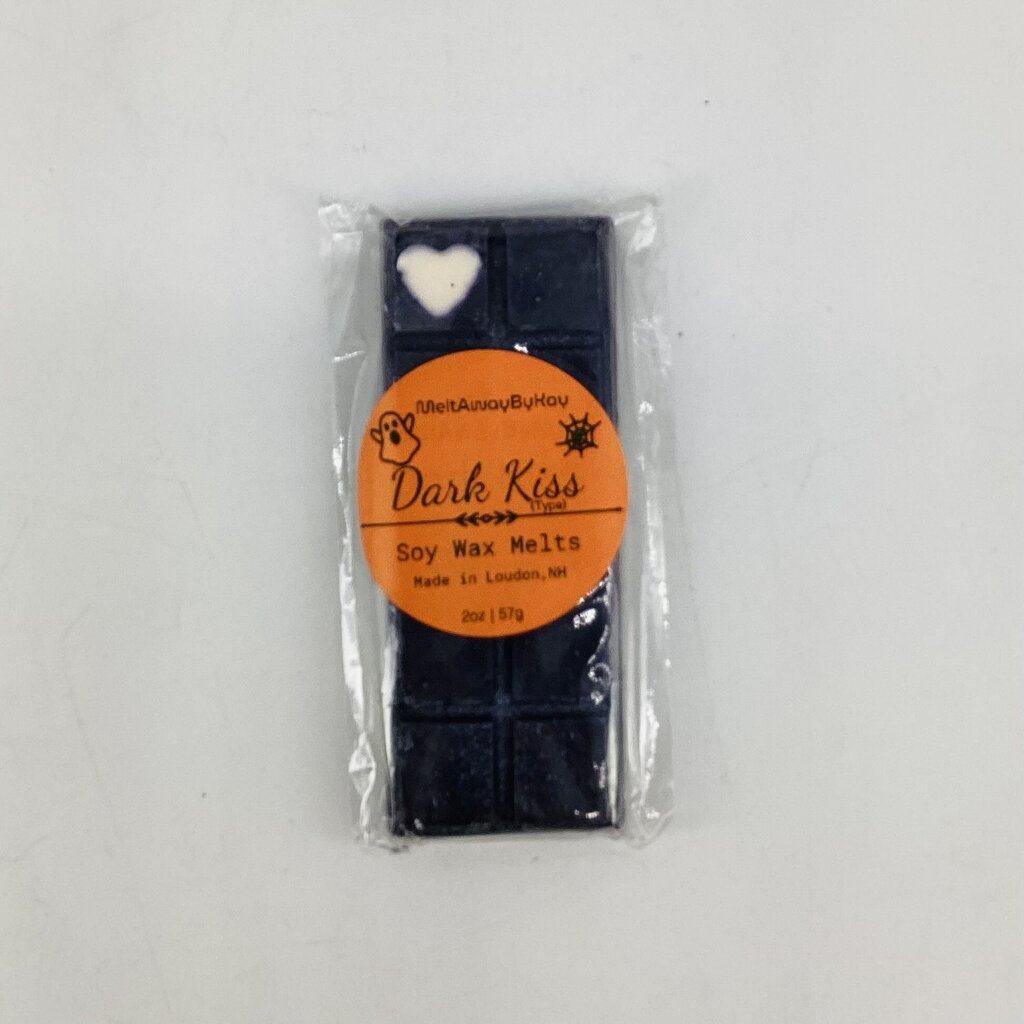 MeltAwayByKay
Dark Kiss
(Type)
Soy Wax Melts
Made in Loudon,NH
2oz | 57g